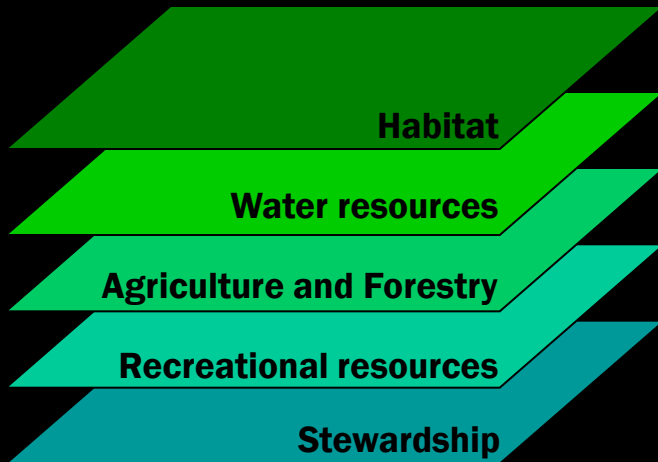 Habitat
Water resources
Agriculture and Forestry
Recreational resources
Stewardship